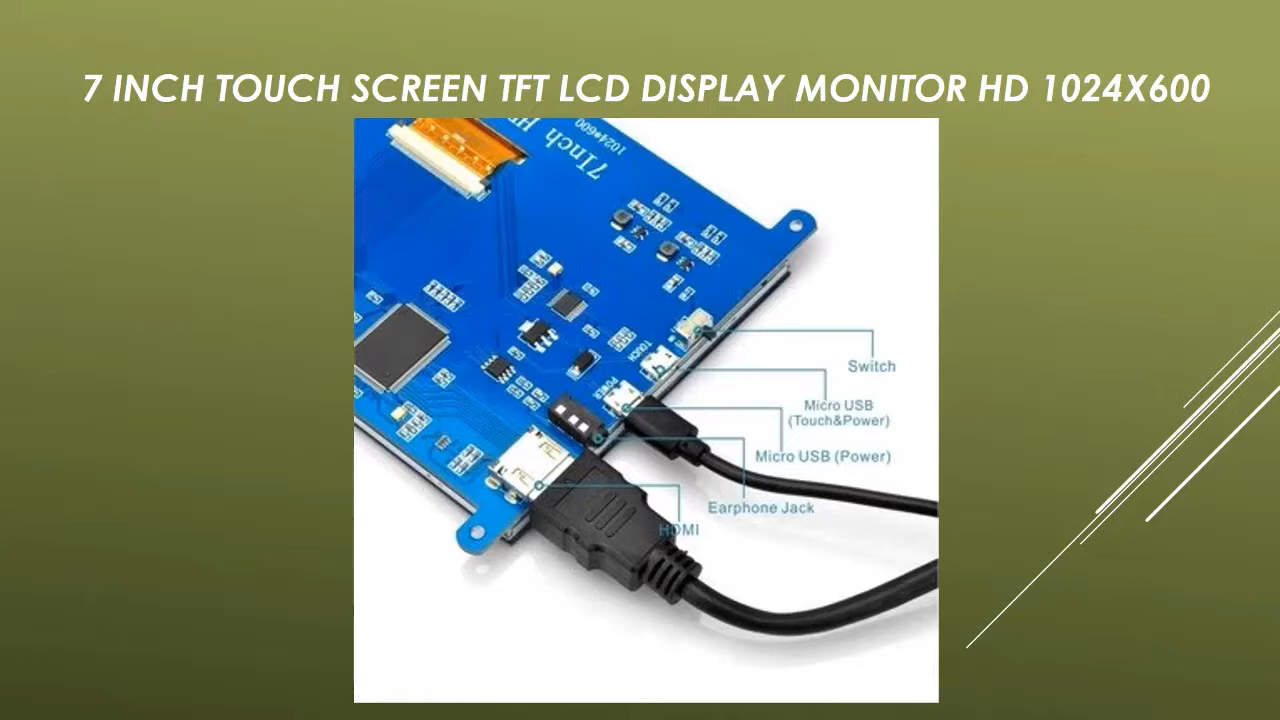 7 INCH TOUCH SCREEN TFT LCD DISPLAY MONITOR HD 1024X600
7Inch H
1024*600
TOUCH
POWER
Switch
Micro USB
(Touch&Power)
Micro USB (Power)
Earphone Jack
HDMI